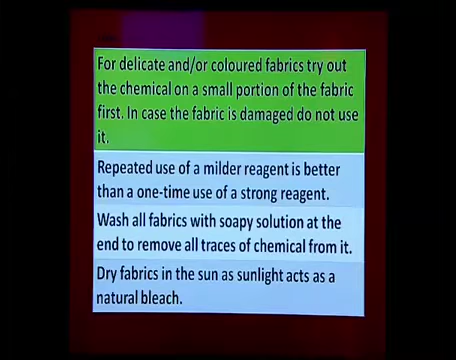 For delicate and/or coloured fabrics try out
the chemical on a small portion of the fabric
first. In case the fabric is damaged do not use
it.
Repeated use of a milder reagent is better
than a one-time use of a strong reagent.
Wash all fabrics with soapy solution at the
end to remove all traces of chemical from it.
Dry fabrics in the sun as sunlight acts as a
natural bleach.